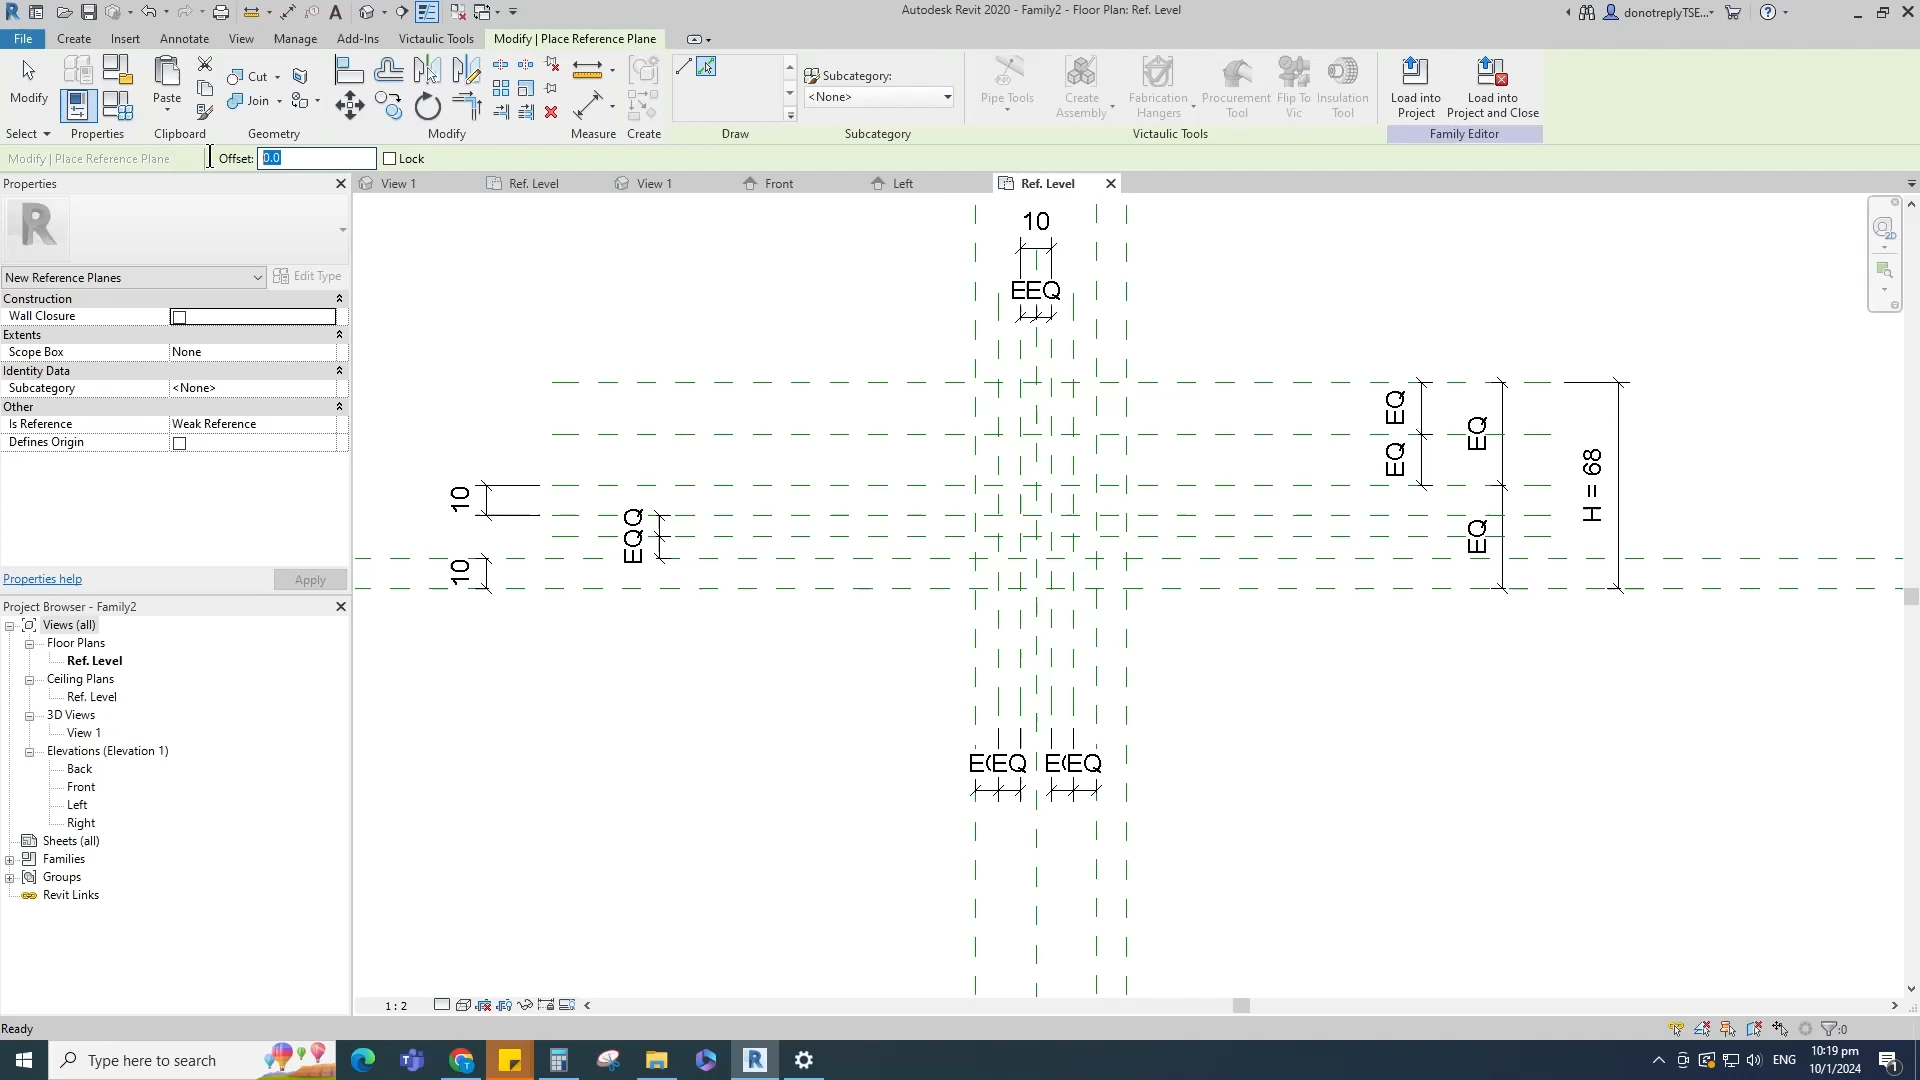 Autodesk Revit 2020 - Family2 - Floor Plan: Ref. Level
donotreplyTSE...
File Create Insert Annotate View Manage Add-Ins Victaulic Tools Modify | Place Reference Plane
Modify Paste Cut Join Subcategory: <None> Pipe Tools Create Assembly Fabrication Hangers Procurement Tool Flip To Vic Insulation Tool Load into Project Load into Project and Close
Select Properties Clipboard Geometry Modify Measure Create Draw Subcategory Victaulic Tools Family Editor
Modify | Place Reference Plane Offset: 0.0 Lock
Properties
View 1 Ref. Level View 1 Front Left Ref. Level
R
New Reference Planes Edit Type
Construction
Wall Closure
Extents
Scope Box None
Identity Data
Subcategory <None>
Other
Is Reference Weak Reference
Defines Origin
Properties help Apply
Project Browser - Family2
Views (all)
Floor Plans
Ref. Level
Ceiling Plans
Ref. Level
3D Views
View 1
Elevations (Elevation 1)
Back
Front
Left
Right
Sheets (all)
Families
Groups
Revit Links
10
EEQ
EQ
EQ
EQ
EQ
H = 68
10
EQQ
10
E(EQ E(EQ
2D
1 : 2
Ready
:0
Type here to search
ENG
10:19 pm
10/1/2024
1